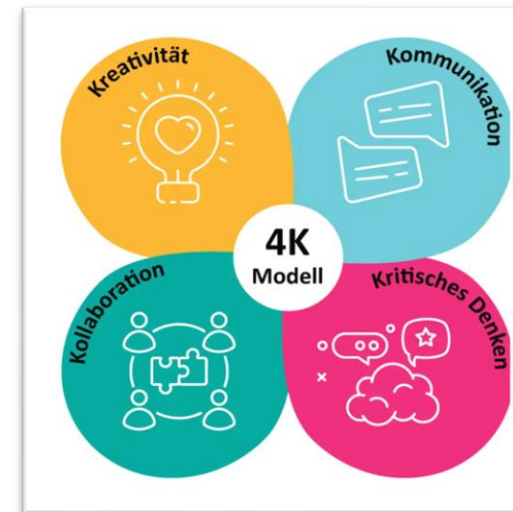 Kreativität
Kommunikation
4K
Modell
Kollaboration
Kritisches Denken